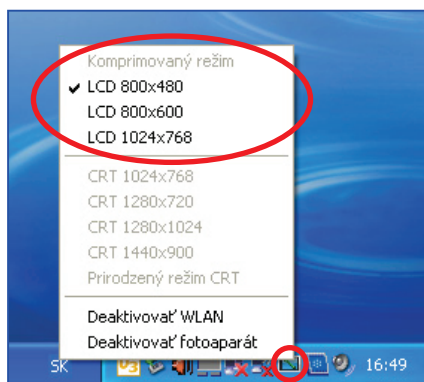 Komprimovaný režim
LCD 800x480
LCD 800x600
LCD 1024x768
CRT 1024x768
CRT 1280x720
CRT 1280x1024
CRT 1440x900
Prirodzený režim CRT
Deaktivovať WLAN
Deaktivovať fotoaparát
SK 16:49